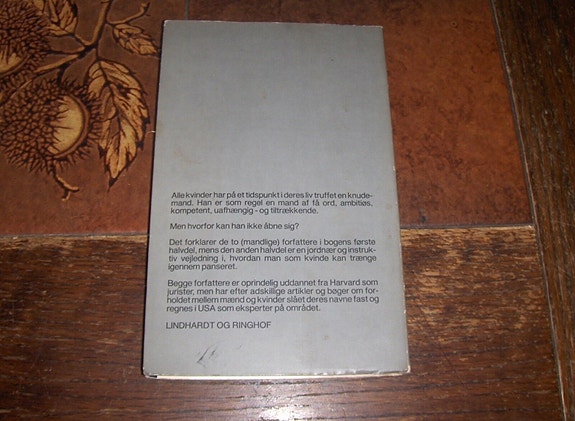 Alle kvinder har på et tidspunkt i deres liv truffet en knude-
mand. Han er som regel en mand af få ord, ambitiøs,
kompetent, uafhængig - og tiltrækkende.
Men hvorfor kan han ikke åbne sig?
Det forklarer de to (mandlige) forfattere i bogens første
halvdel, mens den anden halvdel er en jordnær og instruk-
tiv vejledning i, hvordan man som kvinde kan trænge
igennem panseret.
Begge forfattere er oprindelig uddannet fra Harvard som
jurister, men har efter adskillige artikler og bøger om for-
holdet mellem mænd og kvinder slået deres navne fast og
regnes i USA som eksperter på området.
LINDHARDT OG RINGHOF